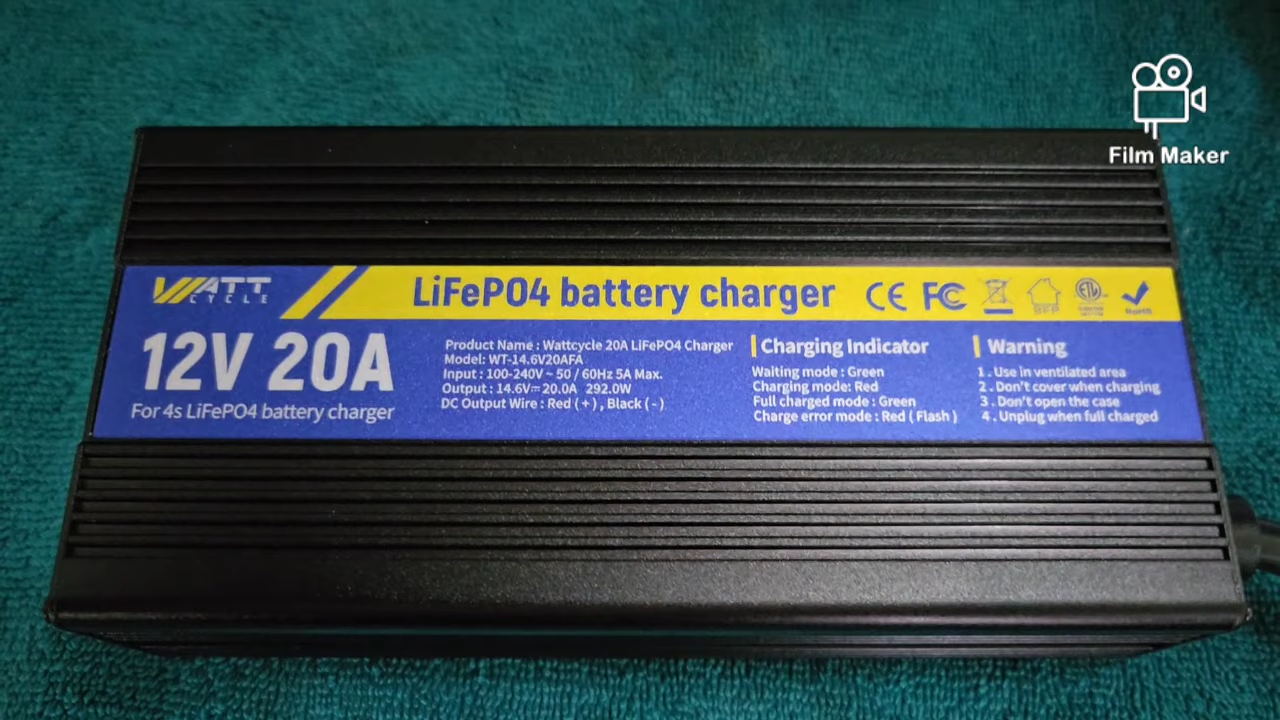 Film Maker
WATT
CYCLE
LiFePO4 battery charger
CE FC
RoHS
12V 20A
For 4s LiFePO4 battery charger
Product Name : Wattcycle 20A LiFePO4 Charger
Model: WT-14.6V20AFA
Input : 100-240V ~ 50 / 60Hz 5A Max.
Output : 14.6V⎓20.0A 292.0W
DC Output Wire : Red ( + ) , Black ( - )
Charging Indicator
Waiting mode : Green
Charging mode: Red
Full charged mode : Green
Charge error mode : Red ( Flash )
Warning
1 . Use in ventilated area
2 . Don't cover when charging
3 . Don't open the case
4 . Unplug when full charged